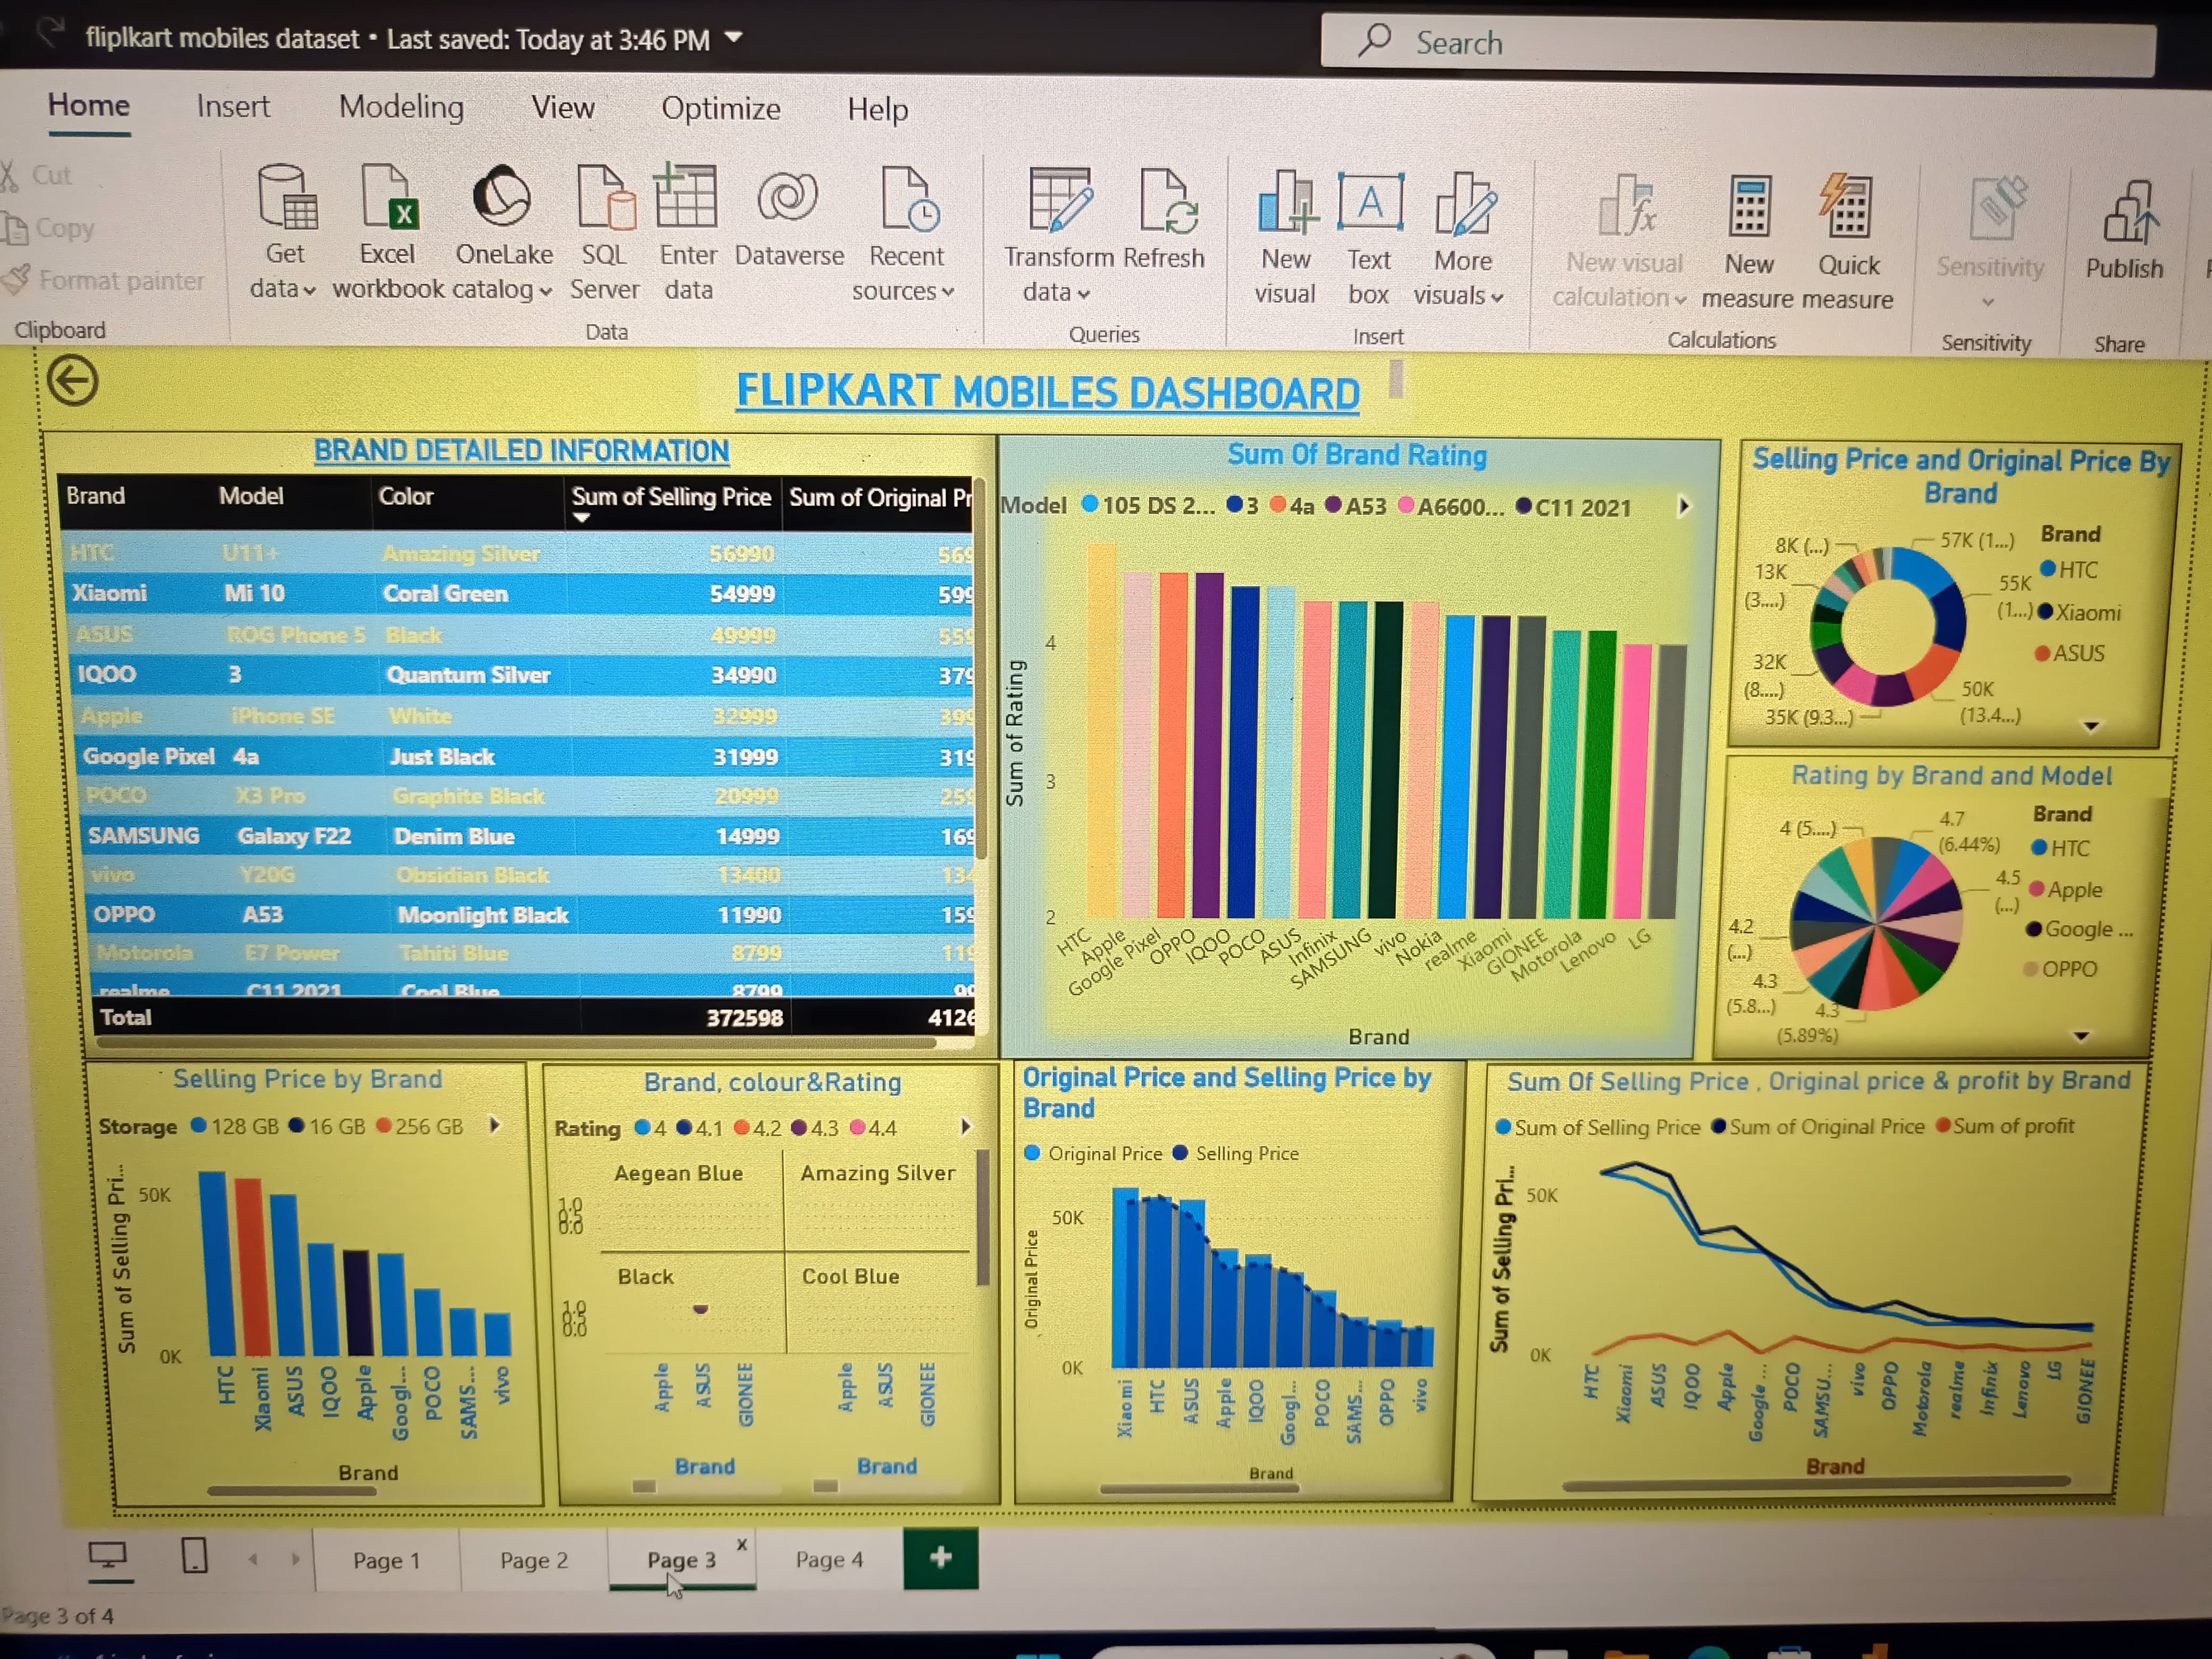 fliplkart mobiles dataset • Last saved: Today at 3:46 PM
Search
Home Insert Modeling View Optimize Help
Cut
Copy
Format painter
Clipboard
Get data
Excel workbook
OneLake catalog
SQL Server
Enter data
Dataverse
Recent sources
Data
Transform data
Refresh
Queries
New visual
Text box
More visuals
Insert
New visual calculation
New measure
Quick measure
Calculations
Sensitivity
Sensitivity
Publish
Share
FLIPKART MOBILES DASHBOARD
BRAND DETAILED INFORMATION
Brand Model Color Sum of Selling Price Sum of Original Pr
HTC U11+ Amazing Silver 56990 569
Xiaomi Mi 10 Coral Green 54999 599
ASUS ROG Phone 5 Black 49999 559
IQOO 3 Quantum Silver 34990 379
Apple iPhone SE White 32999 399
Google Pixel 4a Just Black 31999 319
POCO X3 Pro Graphite Black 20999 259
SAMSUNG Galaxy F22 Denim Blue 14999 169
vivo Y20G Obsidian Black 13400 134
OPPO A53 Moonlight Black 11990 159
Motorola E7 Power Tahiti Blue 8799 119
realme C11 2021 Cool Blue 8799 99
Total 372598 4126
Sum Of Brand Rating
Model 105 DS 2... 3 4a A53 A6600... C11 2021
Sum of Rating
4
3
2
HTC Apple Google Pixel OPPO IQOO POCO ASUS Infinix SAMSUNG vivo Nokia realme Xiaomi GIONEE Motorola Lenovo LG
Brand
Selling Price and Original Price By
Brand
8K (...)
57K (1...)
13K
(3....)
55K
(1...)
32K
(8....)
50K
(13.4...)
35K (9.3...)
Brand
HTC
Xiaomi
ASUS
Rating by Brand and Model
4 (5....)
4.7
(6.44%)
4.5
(...)
4.2
(...)
4.3
(5.8...)
4.3
(5.89%)
Brand
HTC
Apple
Google ...
OPPO
Selling Price by Brand
Storage 128 GB 16 GB 256 GB
Sum of Selling Pri...
50K
0K
HTC Xiaomi ASUS IQOO Apple Googl... POCO SAMS... vivo
Brand
Brand, colour&Rating
Rating 4 4.1 4.2 4.3 4.4
Aegean Blue Amazing Silver
1.0
0.5
0.0
Black Cool Blue
1.0
0.5
0.0
Apple ASUS GIONEE Apple ASUS GIONEE
Brand Brand
Original Price and Selling Price by
Brand
Original Price Selling Price
Original Price
50K
0K
Xiaomi HTC ASUS Apple IQOO Googl... POCO SAMS... OPPO vivo
Brand
Sum Of Selling Price , Original price & profit by Brand
Sum of Selling Price Sum of Original Price Sum of profit
Sum of Selling Pri...
50K
0K
HTC Xiaomi ASUS IQOO Apple Google ... POCO SAMSU... vivo OPPO Motorola realme Infinix Lenovo LG GIONEE
Brand
Page 1 Page 2 Page 3 x Page 4 +
Page 3 of 4